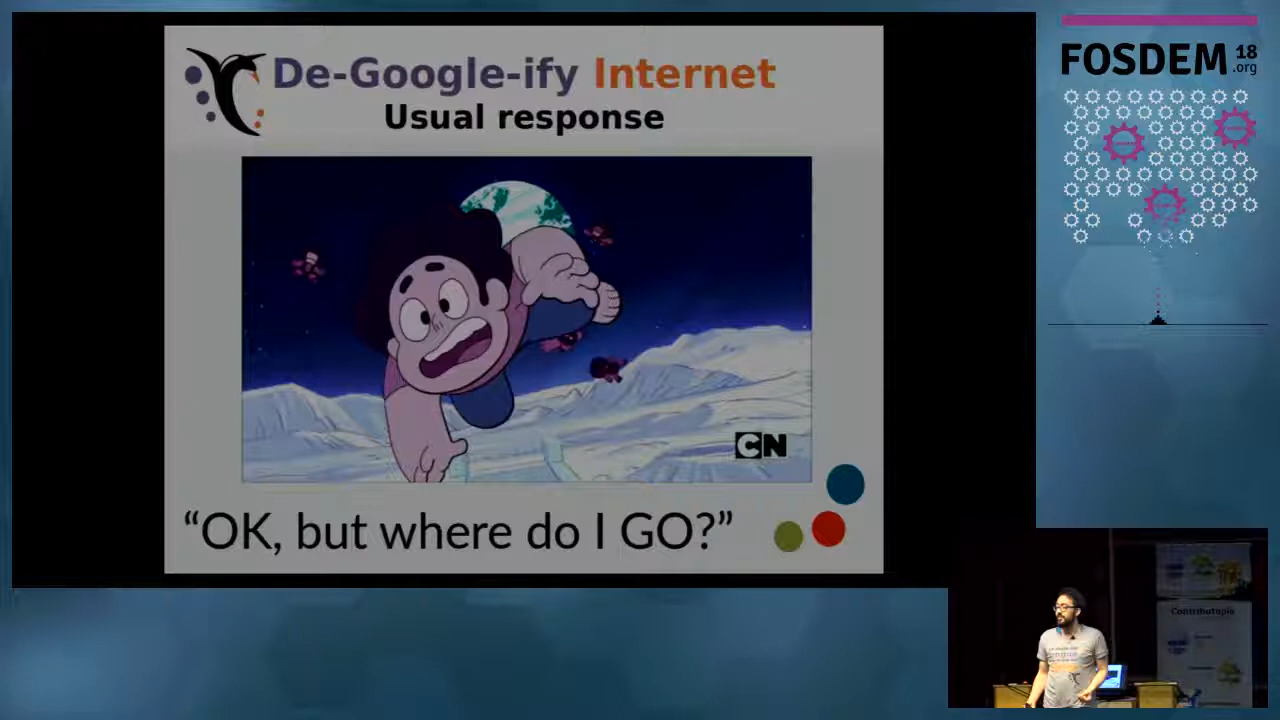 De-Google-ify Internet
Usual response
CN
“OK, but where do I GO?”
FOSDEM 18
.org
Contributopia